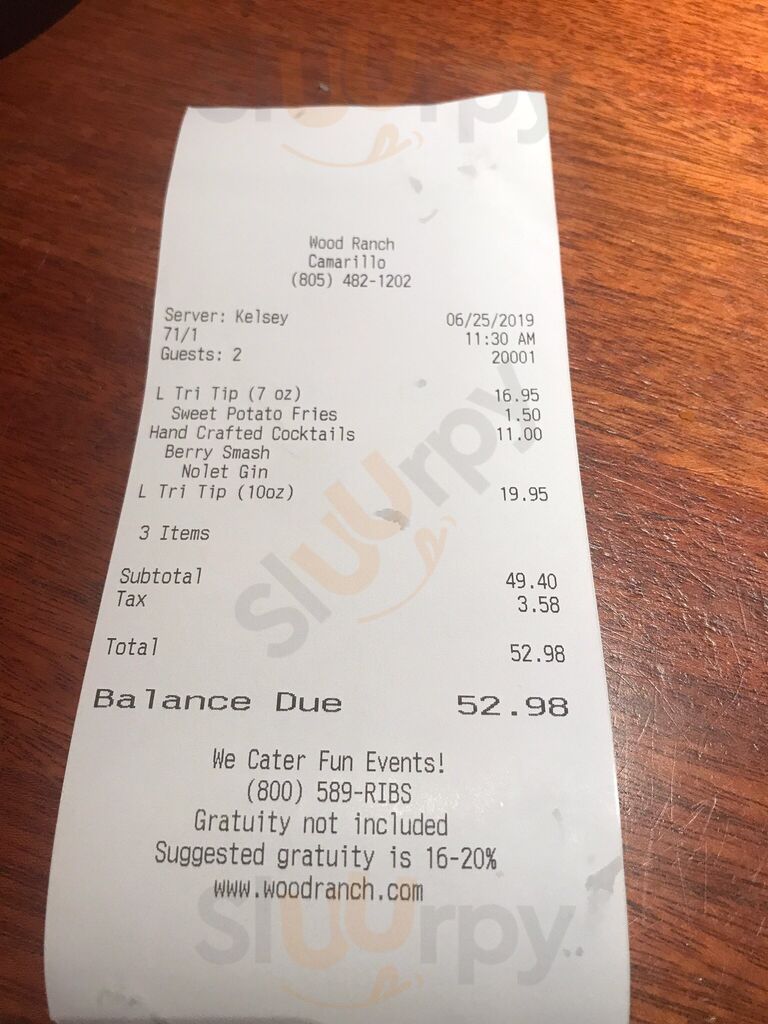 sluurpy
Wood Ranch
Camarillo
(805) 482-1202
Server: Kelsey 06/25/2019
71/1 11:30 AM
Guests: 2 20001
L Tri Tip (7 oz) 16.95
Sweet Potato Fries 1.50
Hand Crafted Cocktails 11.00
Berry Smash
Nolet Gin
L Tri Tip (10oz) 19.95
3 Items
sluurpy
Subtotal 49.40
Tax 3.58
Total 52.98
Balance Due 52.98
We Cater Fun Events!
(800) 589-RIBS
Gratuity not included
Suggested gratuity is 16-20%
www.woodranch.com
sluurpy